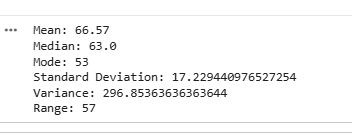 Mean: 66.57
Median: 63.0
Mode: 53
Standard Deviation: 17.229440976527254
Variance: 296.85363636363644
Range: 57